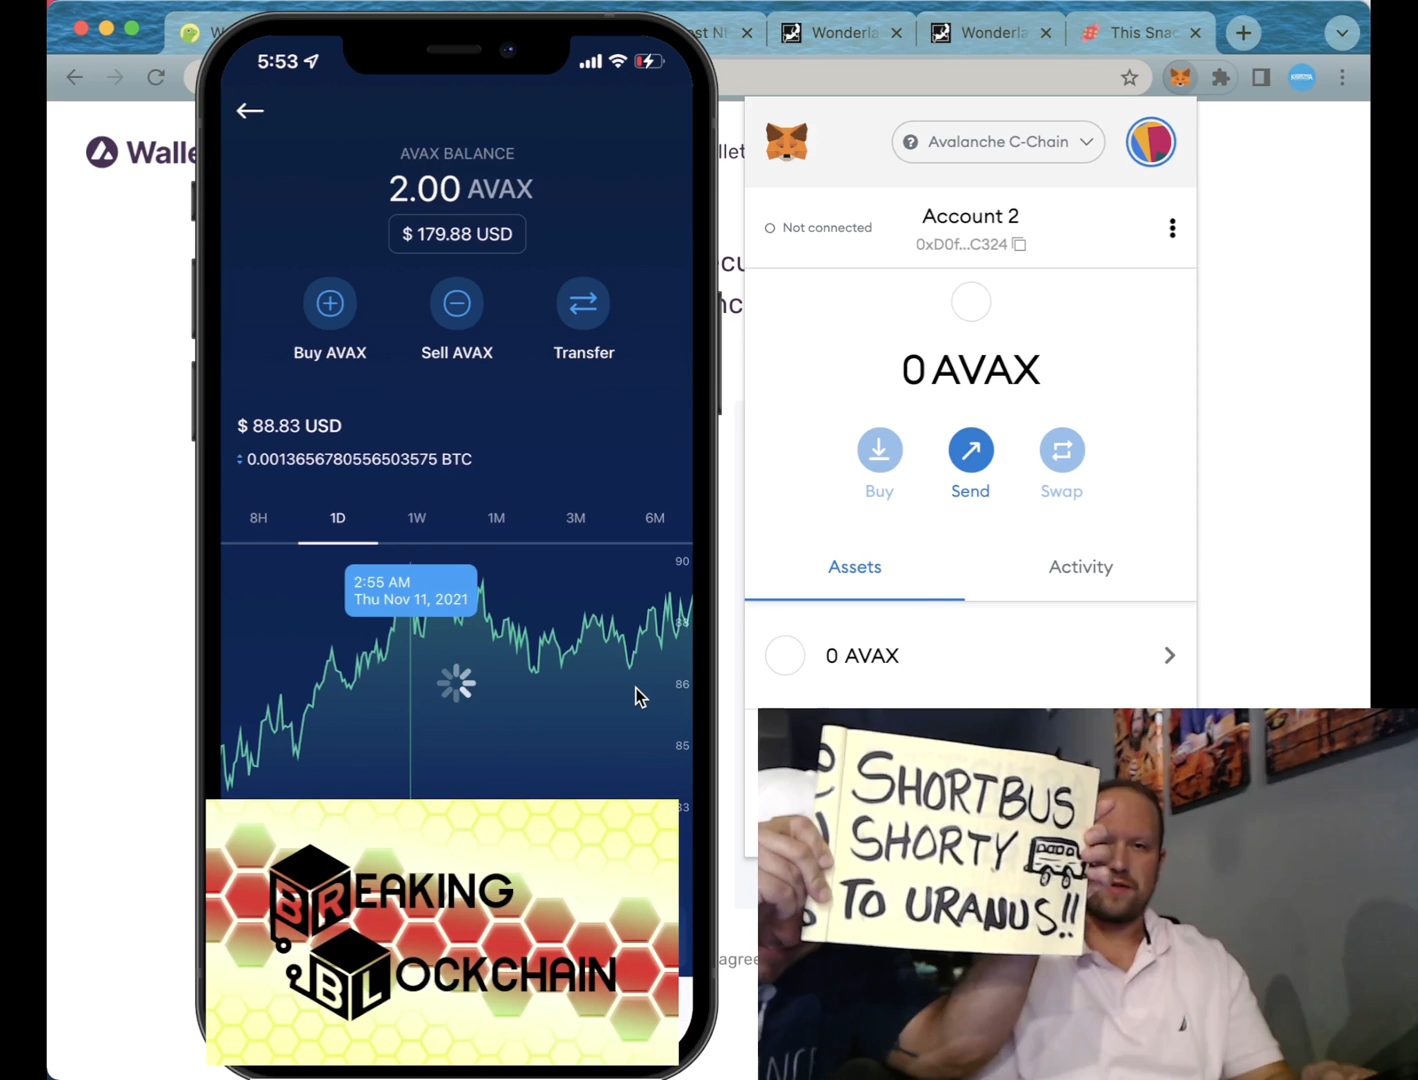 5:53
AVAX BALANCE
2.00 AVAX
$ 179.88 USD
Buy AVAX
Sell AVAX
Transfer
$ 88.83 USD
0.0013656780556503575 BTC
8H
1D
1W
1M
3M
6M
90
2:55 AM
Thu Nov 11, 2021
88
86
85
BREAKING
BLOCKCHAIN
Wonderla
Wonderla
This Snac
Avalanche C-Chain
Not connected
Account 2
0xD0f...C324
0 AVAX
Buy
Send
Swap
Assets
Activity
0 AVAX
agree
SHORTBUS
SHORTY
TO URANUS!!